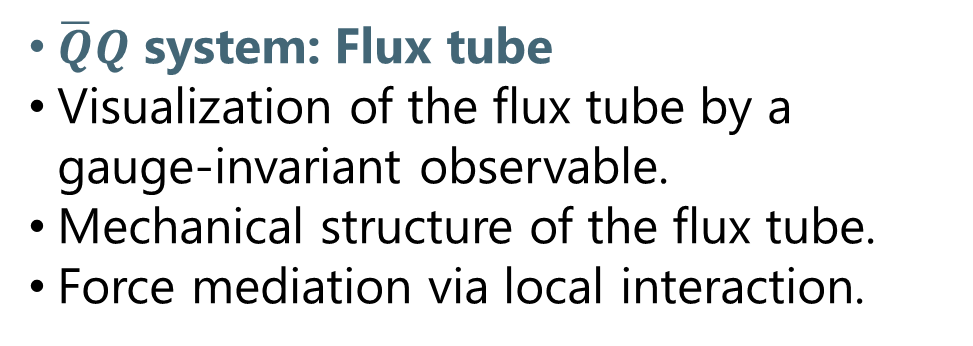 • Q̅Q system: Flux tube
• Visualization of the flux tube by a
gauge-invariant observable.
• Mechanical structure of the flux tube.
• Force mediation via local interaction.